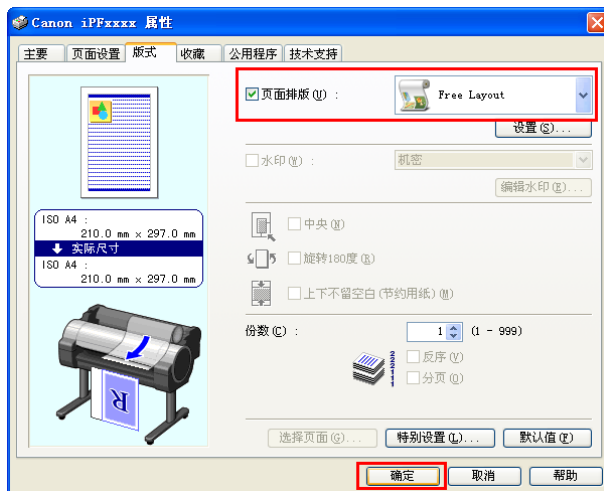 Canon iPFxxxx 属性
主要 页面设置 版式 收藏 公用程序 技术支持
页面排版(U) : Free Layout
设置(S)...
水印(W) : 机密
编辑水印(E)...
ISO A4 :
210.0 mm × 297.0 mm
实际尺寸
ISO A4 :
210.0 mm × 297.0 mm
中央(N)
旋转180度(R)
上下不留空白(节约用纸)(M)
份数(C) : 1 (1 - 999)
反序(V)
分页(O)
选择页面(G)... 特别设置(L)... 默认值(F)
确定 取消 帮助